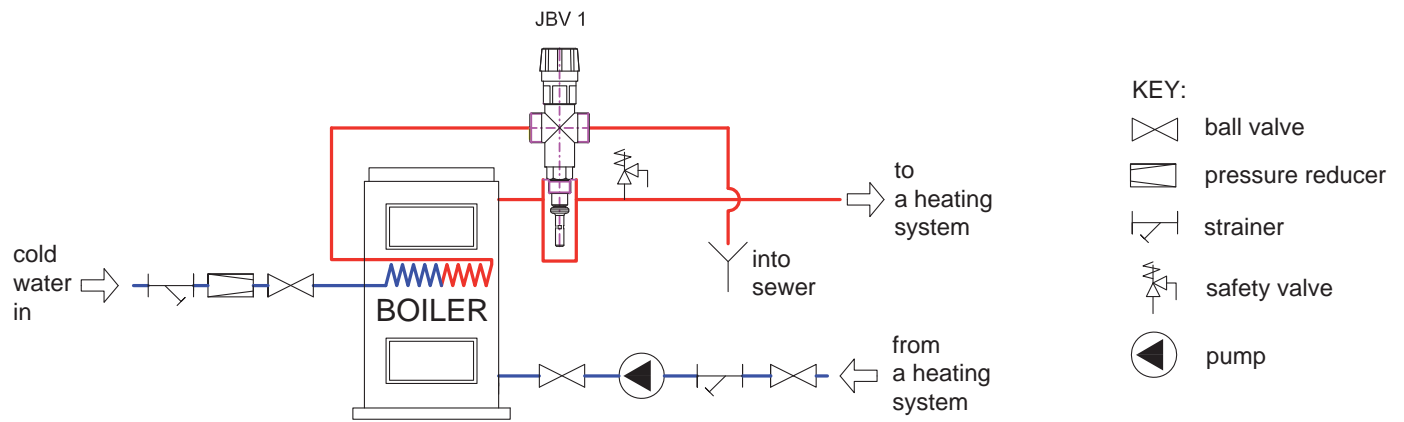 JBV 1
to
a heating
system
cold
water
in
BOILER
into
sewer
from
a heating
system
KEY:
ball valve
pressure reducer
strainer
safety valve
pump